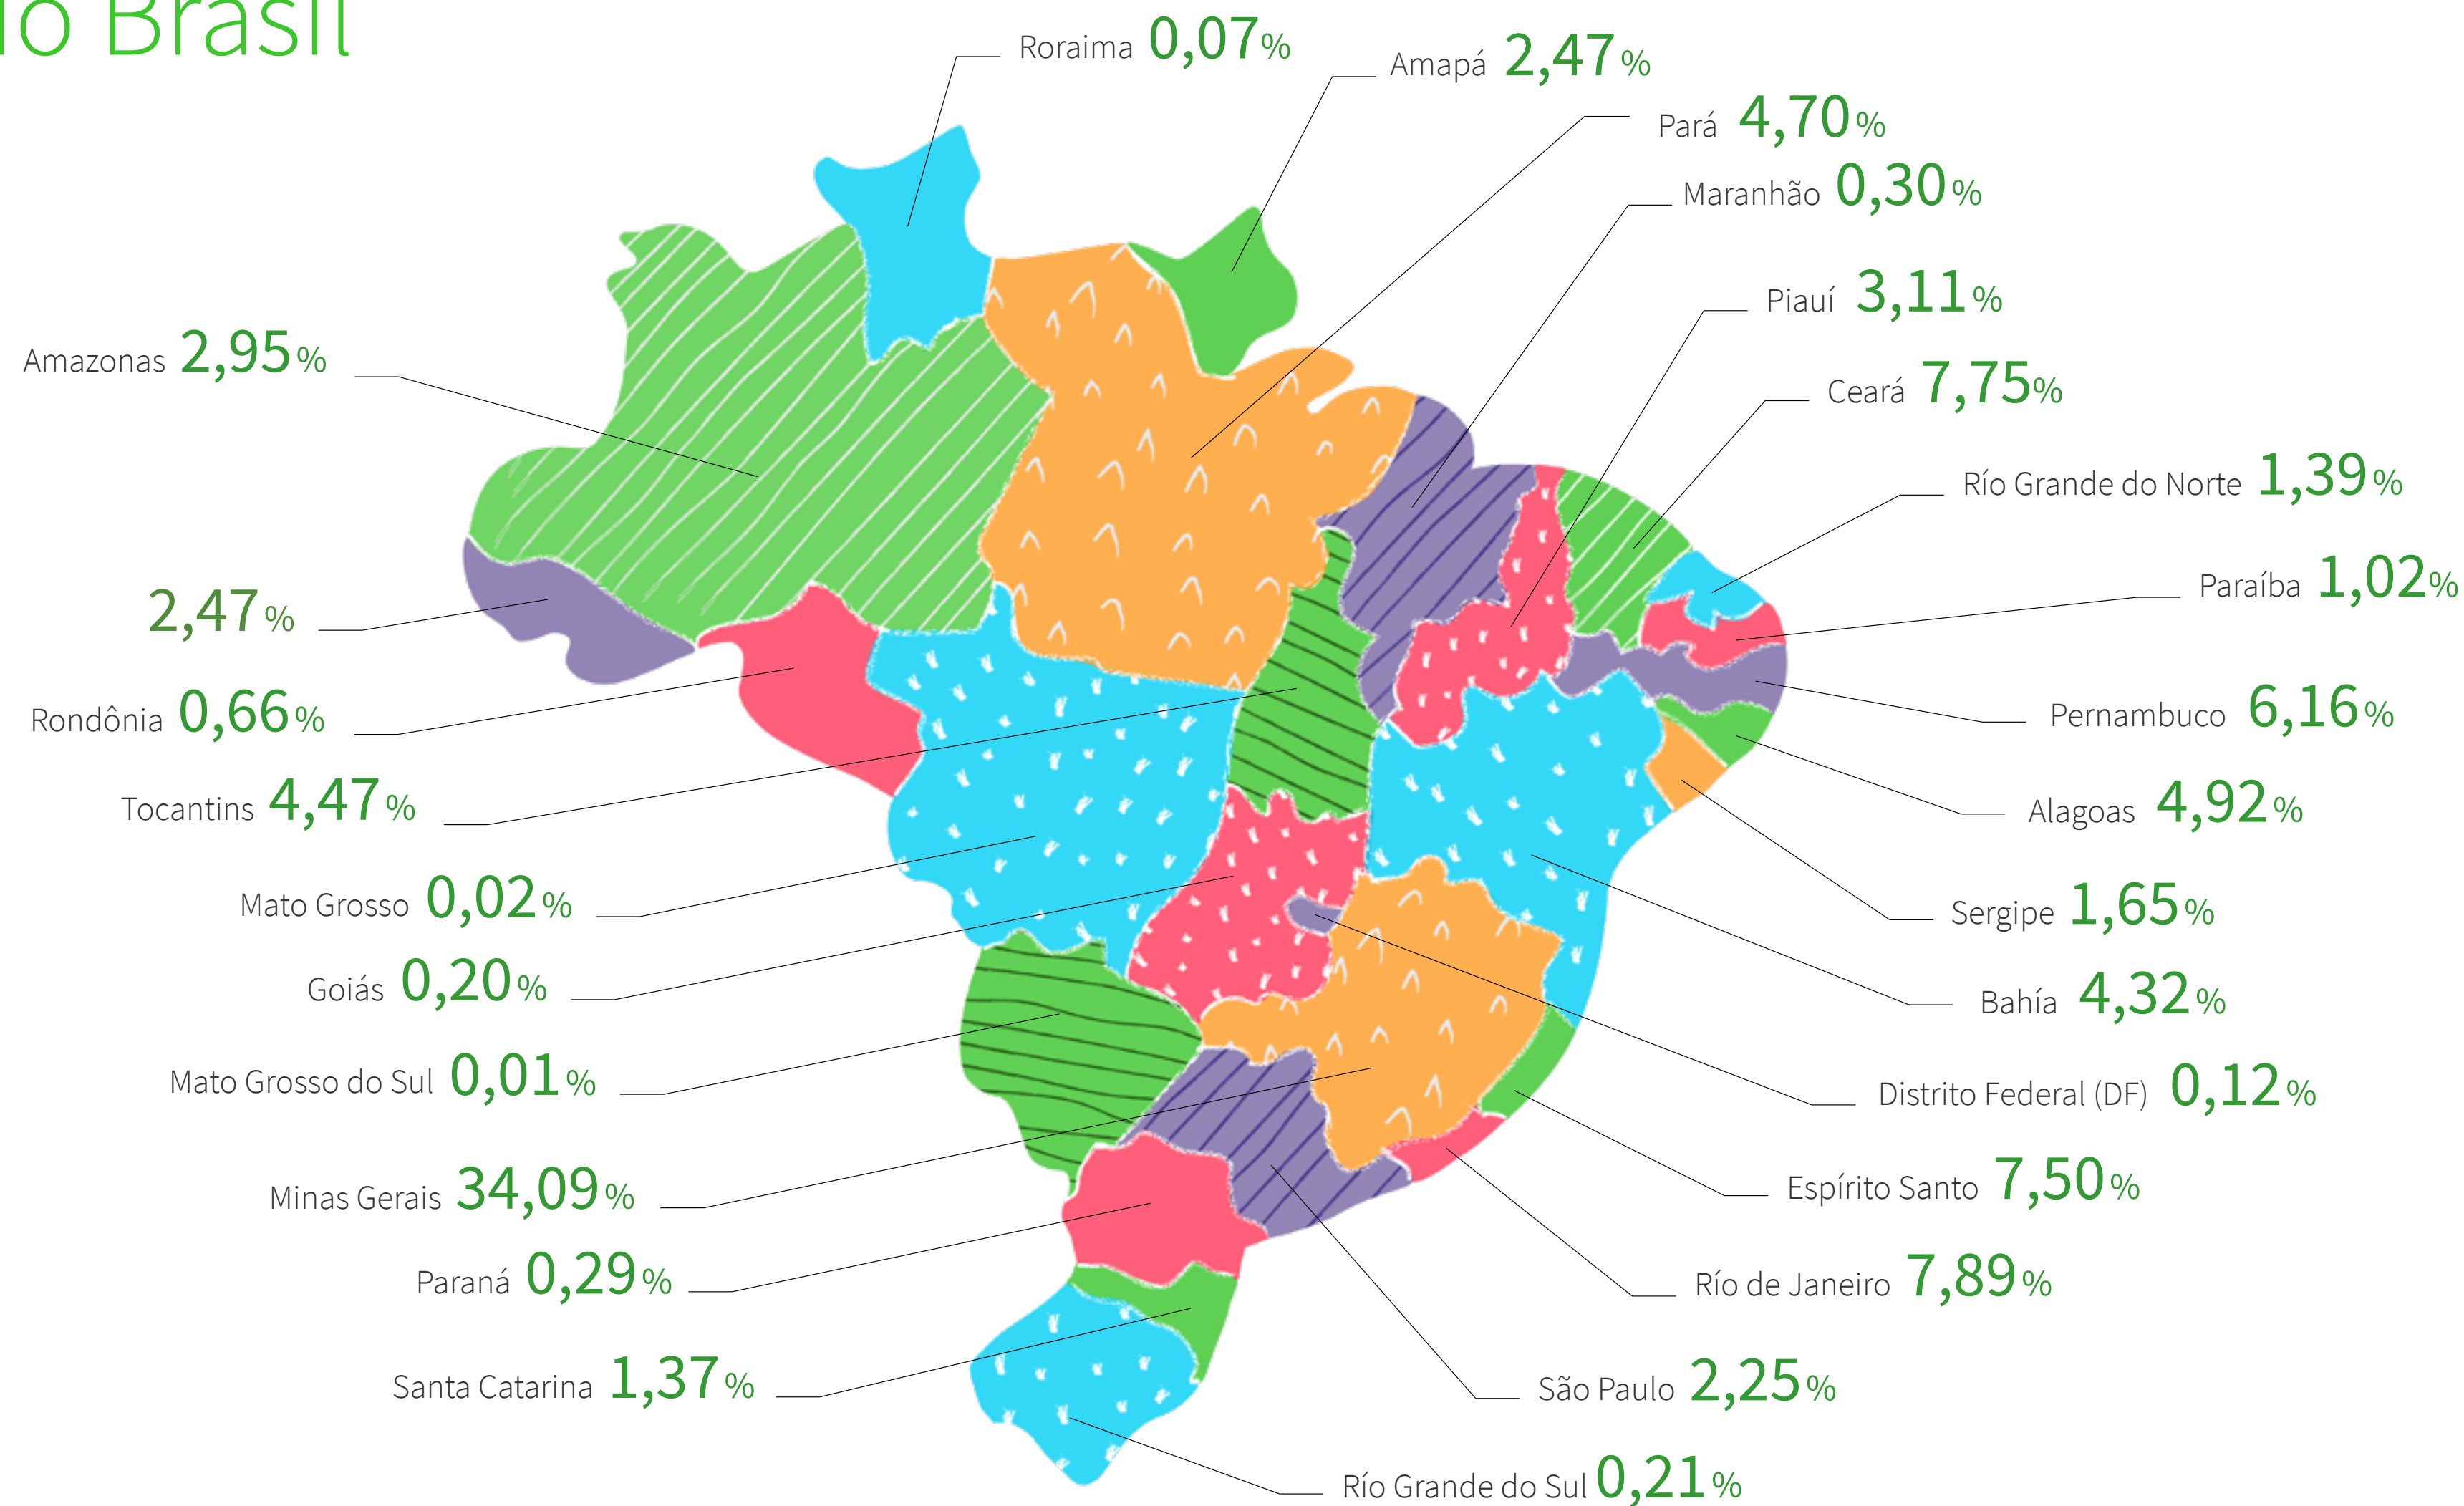 lo Brasil
Roraima 0,07%
Amapá 2,47%
Pará 4,70%
Maranhão 0,30%
Piauí 3,11%
Ceará 7,75%
Río Grande do Norte 1,39%
Paraíba 1,02%
Pernambuco 6,16%
Alagoas 4,92%
Sergipe 1,65%
Bahía 4,32%
Distrito Federal (DF) 0,12%
Espírito Santo 7,50%
Río de Janeiro 7,89%
São Paulo 2,25%
Río Grande do Sul 0,21%
Amazonas 2,95%
2,47%
Rondônia 0,66%
Tocantins 4,47%
Mato Grosso 0,02%
Goiás 0,20%
Mato Grosso do Sul 0,01%
Minas Gerais 34,09%
Paraná 0,29%
Santa Catarina 1,37%